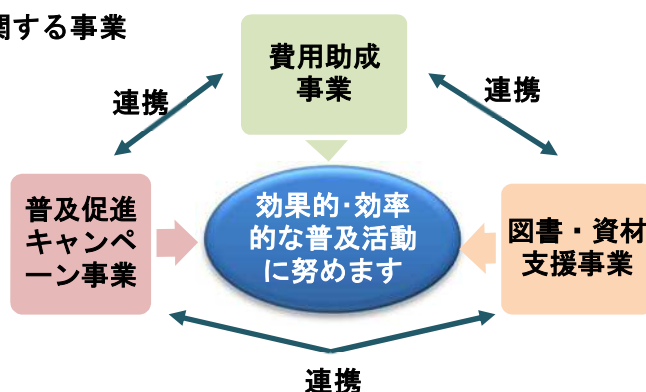 関する事業
費用助成
事業
連携
連携
普及促進
キャンペ
ーン事業
効果的・効率
的な普及活動
に努めます
図書・資材
支援事業
連携